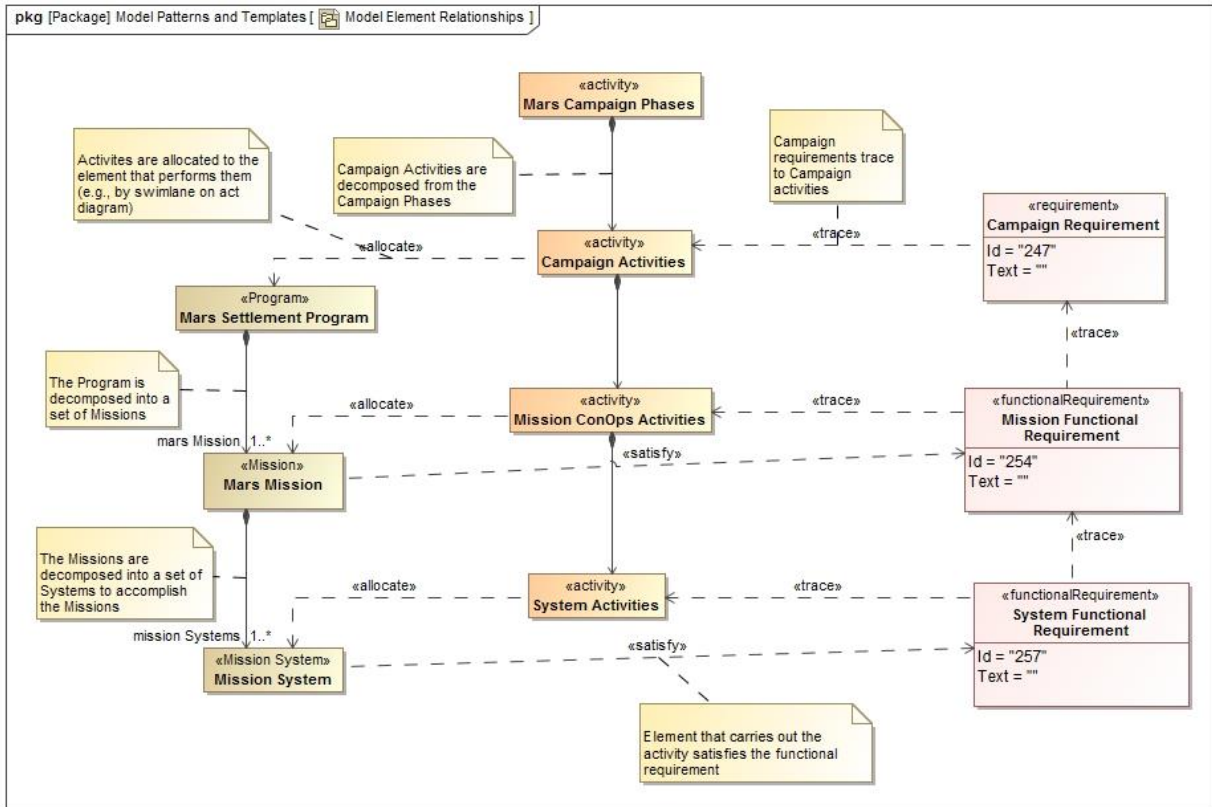 pkg [Package] Model Patterns and Templates [ Model Element Relationships ]
«activity»
Mars Campaign Phases
Activites are allocated to the
element that performs them
(e.g., by swimlane on act
diagram)
Campaign Activities are
decomposed from the
Campaign Phases
Campaign
requirements trace
to Campaign
activities
«requirement»
Campaign Requirement
Id = "247"
Text = ""
«allocate»
«activity»
Campaign Activities
«trace»
«Program»
Mars Settlement Program
«trace»
The Program is
decomposed into a
set of Missions
«allocate»
«activity»
Mission ConOps Activities
«trace»
«functionalRequirement»
Mission Functional
Requirement
Id = "254"
Text = ""
mars Mission 1..*
«satisfy»
«Mission»
Mars Mission
«trace»
The Missions are
decomposed into a set of
Systems to accomplish
the Missions
«allocate»
«activity»
System Activities
«trace»
«functionalRequirement»
System Functional
Requirement
Id = "257"
Text = ""
mission Systems 1..*
«satisfy»
«Mission System»
Mission System
Element that carries out the
activity satisfies the functional
requirement